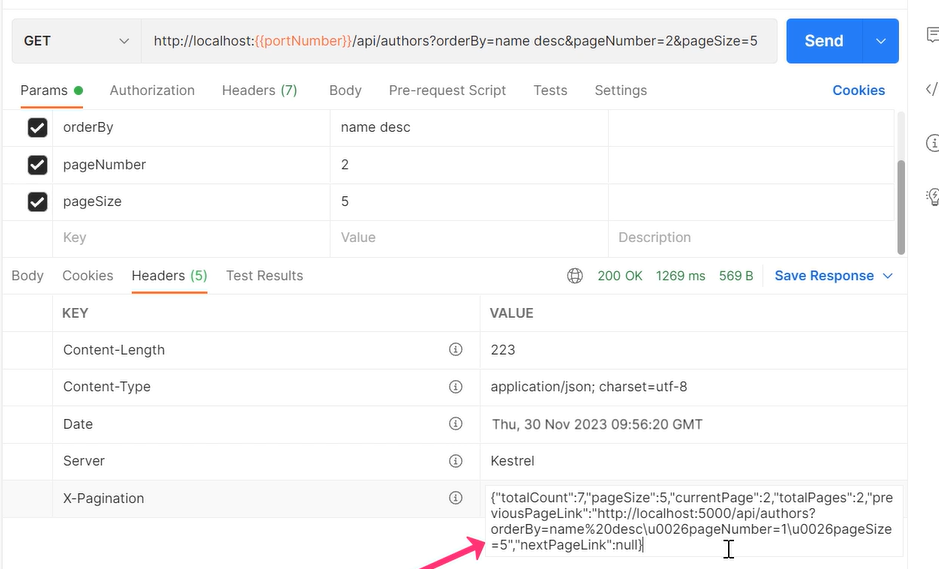 GET http://localhost:{{portNumber}}/api/authors?orderBy=name desc&pageNumber=2&pageSize=5 Send
Params Authorization Headers (7) Body Pre-request Script Tests Settings Cookies
orderBy name desc
pageNumber 2
pageSize 5
Key Value Description
Body Cookies Headers (5) Test Results 200 OK 1269 ms 569 B Save Response
KEY VALUE
Content-Length 223
Content-Type application/json; charset=utf-8
Date Thu, 30 Nov 2023 09:56:20 GMT
Server Kestrel
X-Pagination {"totalCount":7,"pageSize":5,"currentPage":2,"totalPages":2,"pre
viousPageLink":"http://localhost:5000/api/authors?
orderBy=name%20desc\u0026pageNumber=1\u0026pageSize
=5","nextPageLink":null}